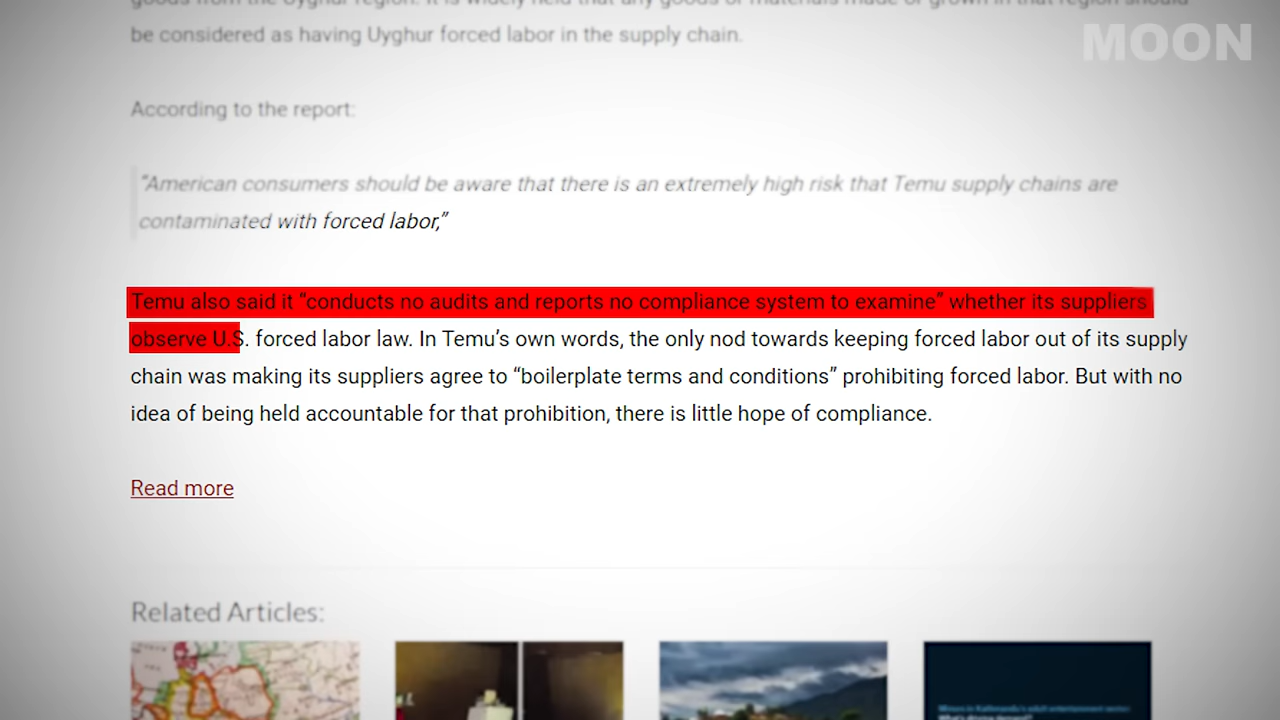 goods from the Uyghur region. It is widely held that any goods or materials made or grown in that region should
be considered as having Uyghur forced labor in the supply chain.
MOON
According to the report:
“American consumers should be aware that there is an extremely high risk that Temu supply chains are
contaminated with forced labor,”
Temu also said it “conducts no audits and reports no compliance system to examine” whether its suppliers
observe U.S. forced labor law. In Temu’s own words, the only nod towards keeping forced labor out of its supply
chain was making its suppliers agree to “boilerplate terms and conditions” prohibiting forced labor. But with no
idea of being held accountable for that prohibition, there is little hope of compliance.
Read more
Related Articles: